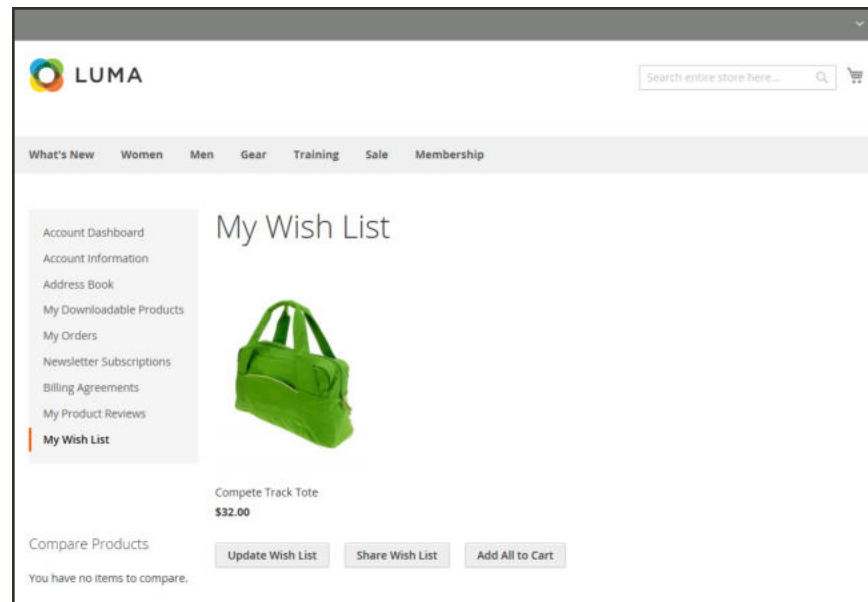 LUMA
Search entire store here...
What's New Women Men Gear Training Sale Membership
Account Dashboard
Account Information
Address Book
My Downloadable Products
My Orders
Newsletter Subscriptions
Billing Agreements
My Product Reviews
My Wish List
My Wish List
Compete Track Tote
$32.00
Update Wish List Share Wish List Add All to Cart
Compare Products
You have no items to compare.